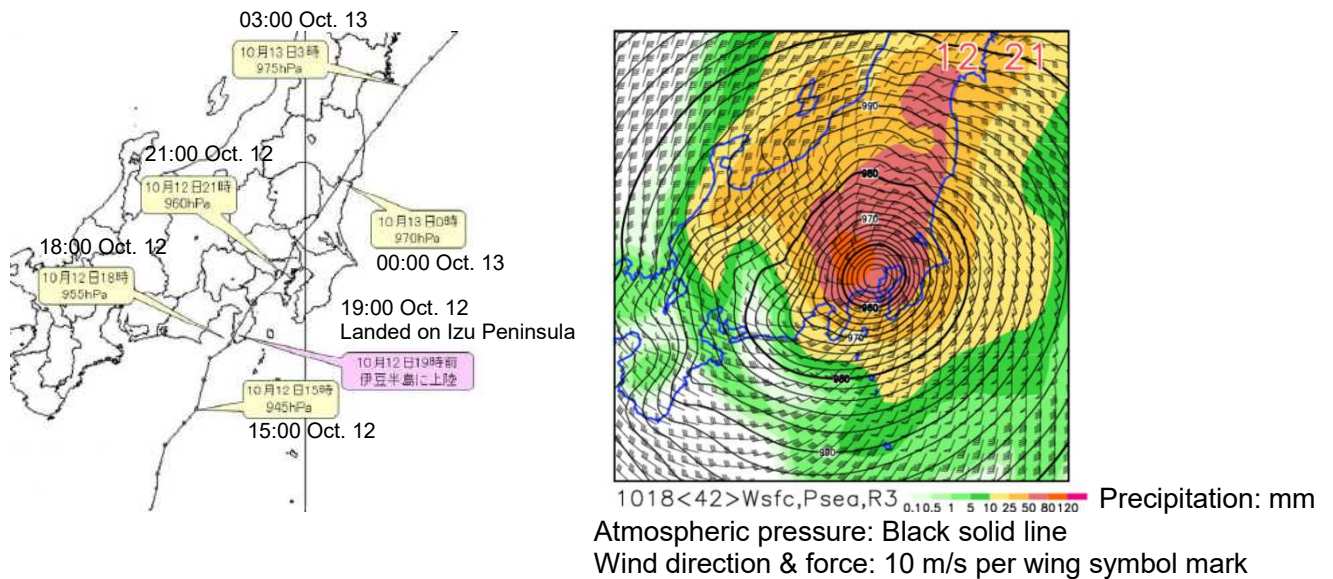 03:00 Oct. 13
10月13日3時
975hPa
21:00 Oct. 12
10月12日21時
960hPa
10月13日0時
970hPa
00:00 Oct. 13
18:00 Oct. 12
10月12日18時
955hPa
19:00 Oct. 12
Landed on Izu Peninsula
10月12日19時前
伊豆半島に上陸
10月12日15時
945hPa
15:00 Oct. 12
12 21
990
980
970
960
970
980
990
1018<42>Wsfc,Psea,R3
0.1 0.5 1 5 10 25 50 80 120
Precipitation: mm
Atmospheric pressure: Black solid line
Wind direction & force: 10 m/s per wing symbol mark